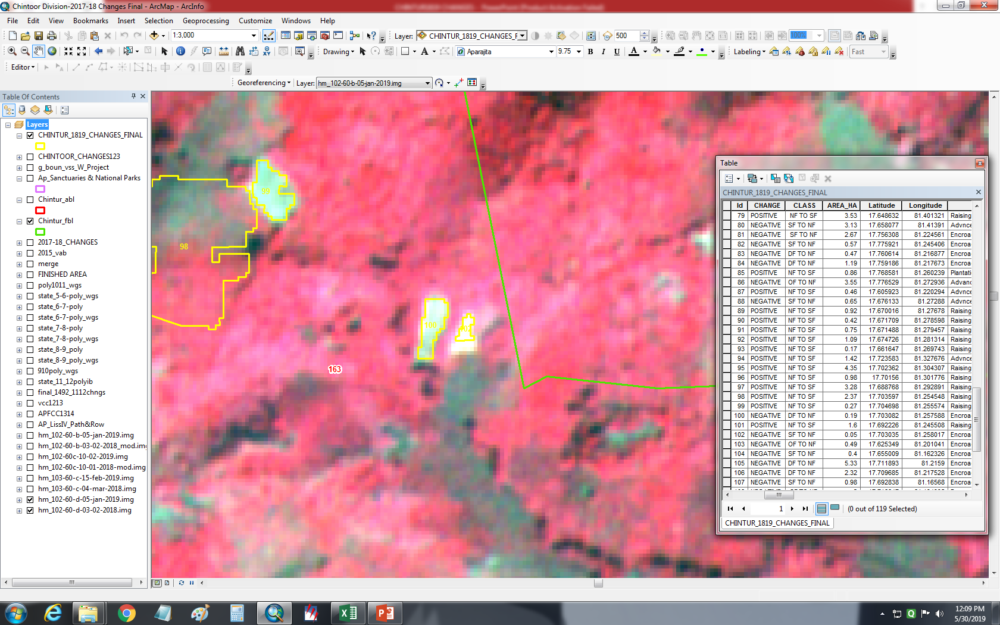 Chintoor Division-2017-18 Changes Final - ArcMap - ArcInfo
File Edit View Bookmarks Insert Selection Geoprocessing Customize Windows Help
1:3,000
Layer: CHINTUR_1819_CHANGES_F
500
100%
Drawing
Aparajita
9.75
B I U A
Labeling
Fast
Editor
Georeferencing
Layer: hm_102-60-b-05-jan-2019.img
Table Of Contents
Layers
CHINTUR_1819_CHANGES_FINAL
CHINTOOR_CHANGES123
g_boun_vss_W_Project
Ap_Sanctuaries & National Parks
Chintur_abl
Chintur_fbl
2017-18_CHANGES
2015_vab
merge
FINISHED AREA
poly1011_wgs
state_5-6-poly_wgs
state_6-7-poly
state_6-7-poly_wgs
state_7-8-poly
state_7-8-poly_wgs
state_8-9_poly
state_8-9_poly_wgs
910poly_wgs
state_11_12polyib
final_1492_1112chngs
vcc1213
APFCC1314
AP_LissIV_Path&Row
hm_102-60-b-05-jan-2019.img
hm_102-60-b-03-02-2018_mod.im
hm_102-60c-10-02-2019.img
hm_102-60c-10-01-2018-mod.img
hm_103-60-c-15-feb-2019.img
hm_103-60-c-04-mar-2018.img
hm_102-60-d-05-jan-2019.img
hm_102-60-d-03-02-2018.img
99
98
100
163
Table
CHINTUR_1819_CHANGES_FINAL
Id CHANGE CLASS AREA_HA Latitude Longitude
79 POSITIVE NF TO SF 3.53 17.648632 81.401321 Raising
80 NEGATIVE SF TO NF 3.13 17.658077 81.41391 Advnce
81 NEGATIVE SF TO NF 2.67 17.756308 81.224561 Encroa
82 NEGATIVE SF TO NF 0.57 17.775921 81.245406 Encroa
83 NEGATIVE DF TO NF 0.47 17.760614 81.216877 Encroa
84 NEGATIVE DF TO NF 1.19 17.759186 81.217673 Encroa
85 POSITIVE NF TO SF 0.86 17.768581 81.260239 Plantati
86 NEGATIVE OF TO NF 3.55 17.776529 81.272936 Advanc
87 POSITIVE NF TO SF 0.46 17.605923 81.220294 Advnce
88 NEGATIVE SF TO NF 0.65 17.676133 81.27288 Advnce
89 POSITIVE NF TO SF 0.92 17.670016 81.27678 Raising
90 POSITIVE NF TO SF 0.42 17.671709 81.278598 Raising
91 POSITIVE NF TO SF 0.75 17.671488 81.279457 Raising
92 POSITIVE NF TO SF 1.09 17.674726 81.281314 Raising
93 POSITIVE NF TO SF 0.17 17.661647 81.269743 Raising
94 POSITIVE NF TO SF 1.42 17.723583 81.327676 Advnce
95 POSITIVE NF TO SF 4.35 17.702362 81.304307 Raising
96 POSITIVE NF TO SF 0.98 17.70156 81.301776 Raising
97 POSITIVE NF TO SF 3.28 17.688768 81.292891 Raising
98 POSITIVE NF TO SF 2.37 17.703597 81.254548 Raising
99 POSITIVE NF TO SF 0.27 17.704698 81.255574 Raising
100 NEGATIVE DF TO NF 0.19 17.703082 81.257588 Encroa
101 POSITIVE NF TO SF 1.6 17.692226 81.245508 Raising
102 NEGATIVE SF TO NF 0.05 17.703035 81.258017 Encroa
103 NEGATIVE OF TO NF 0.49 17.625349 81.201041 Encroa
104 NEGATIVE SF TO NF 0.4 17.655009 81.162326 Encroa
105 NEGATIVE DF TO NF 5.33 17.711893 81.2159 Encroa
106 NEGATIVE DF TO NF 2.32 17.709685 81.217528 Encroa
107 NEGATIVE SF TO NF 0.98 17.692838 81.16568 Encroa
1 (0 out of 119 Selected)
CHINTUR_1819_CHANGES_FINAL
12:09 PM
5/30/2019